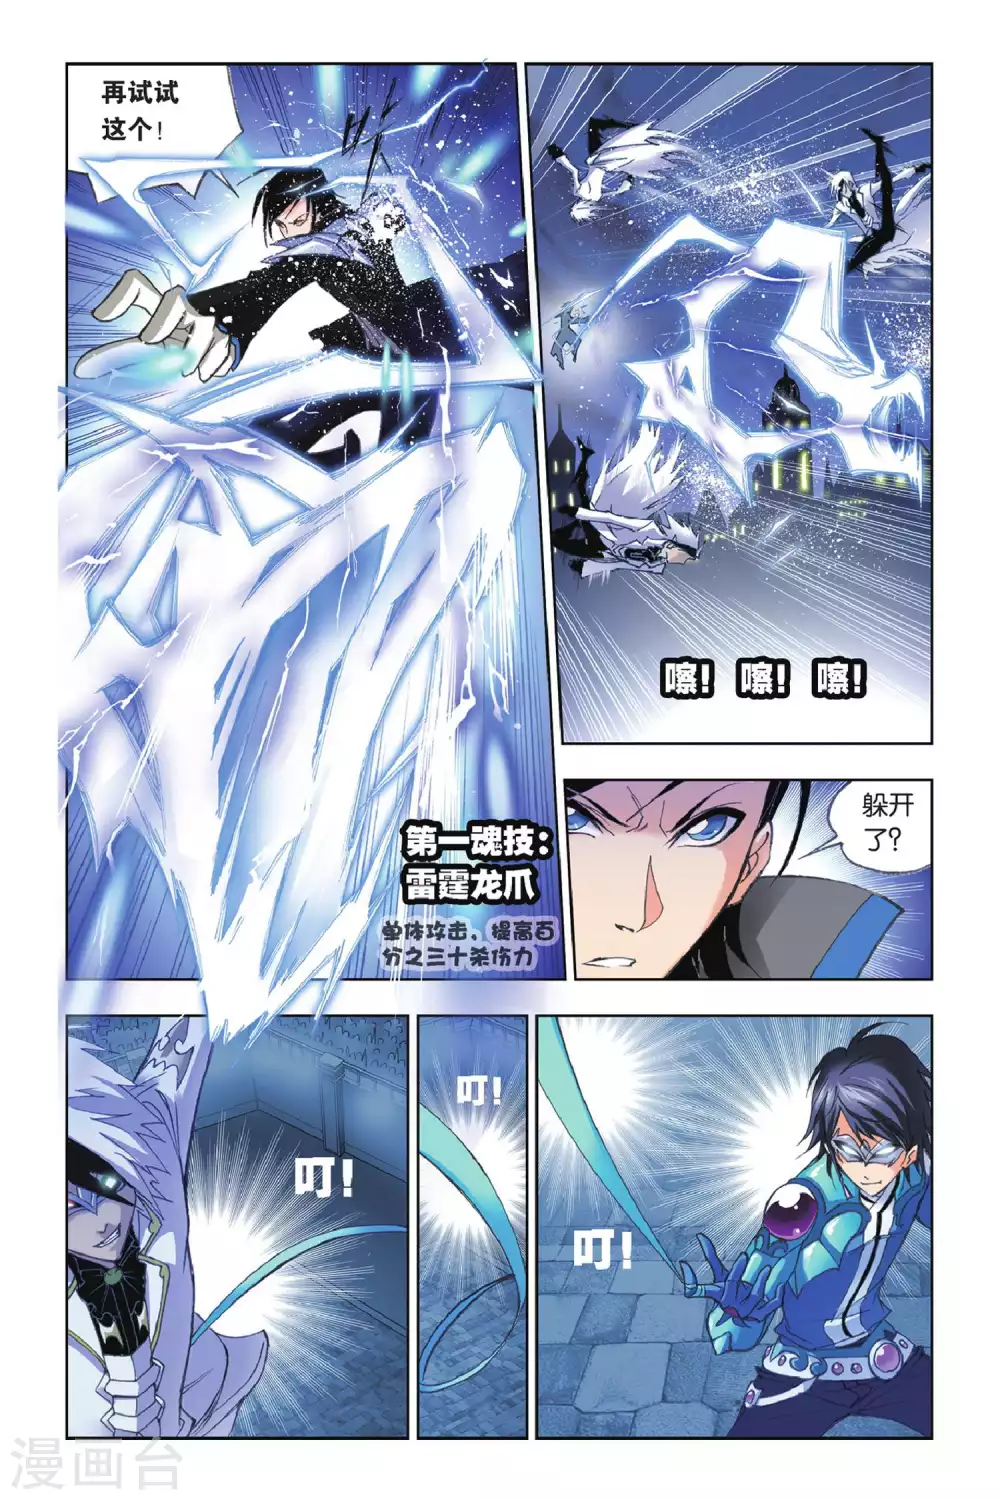 再试试
这个！
嚓！ 嚓！ 嚓！
第一魂技：
雷霆龙爪
单体攻击，提高百
分之三十杀伤力
躲开
了？
叮！
叮！
叮！
漫画台